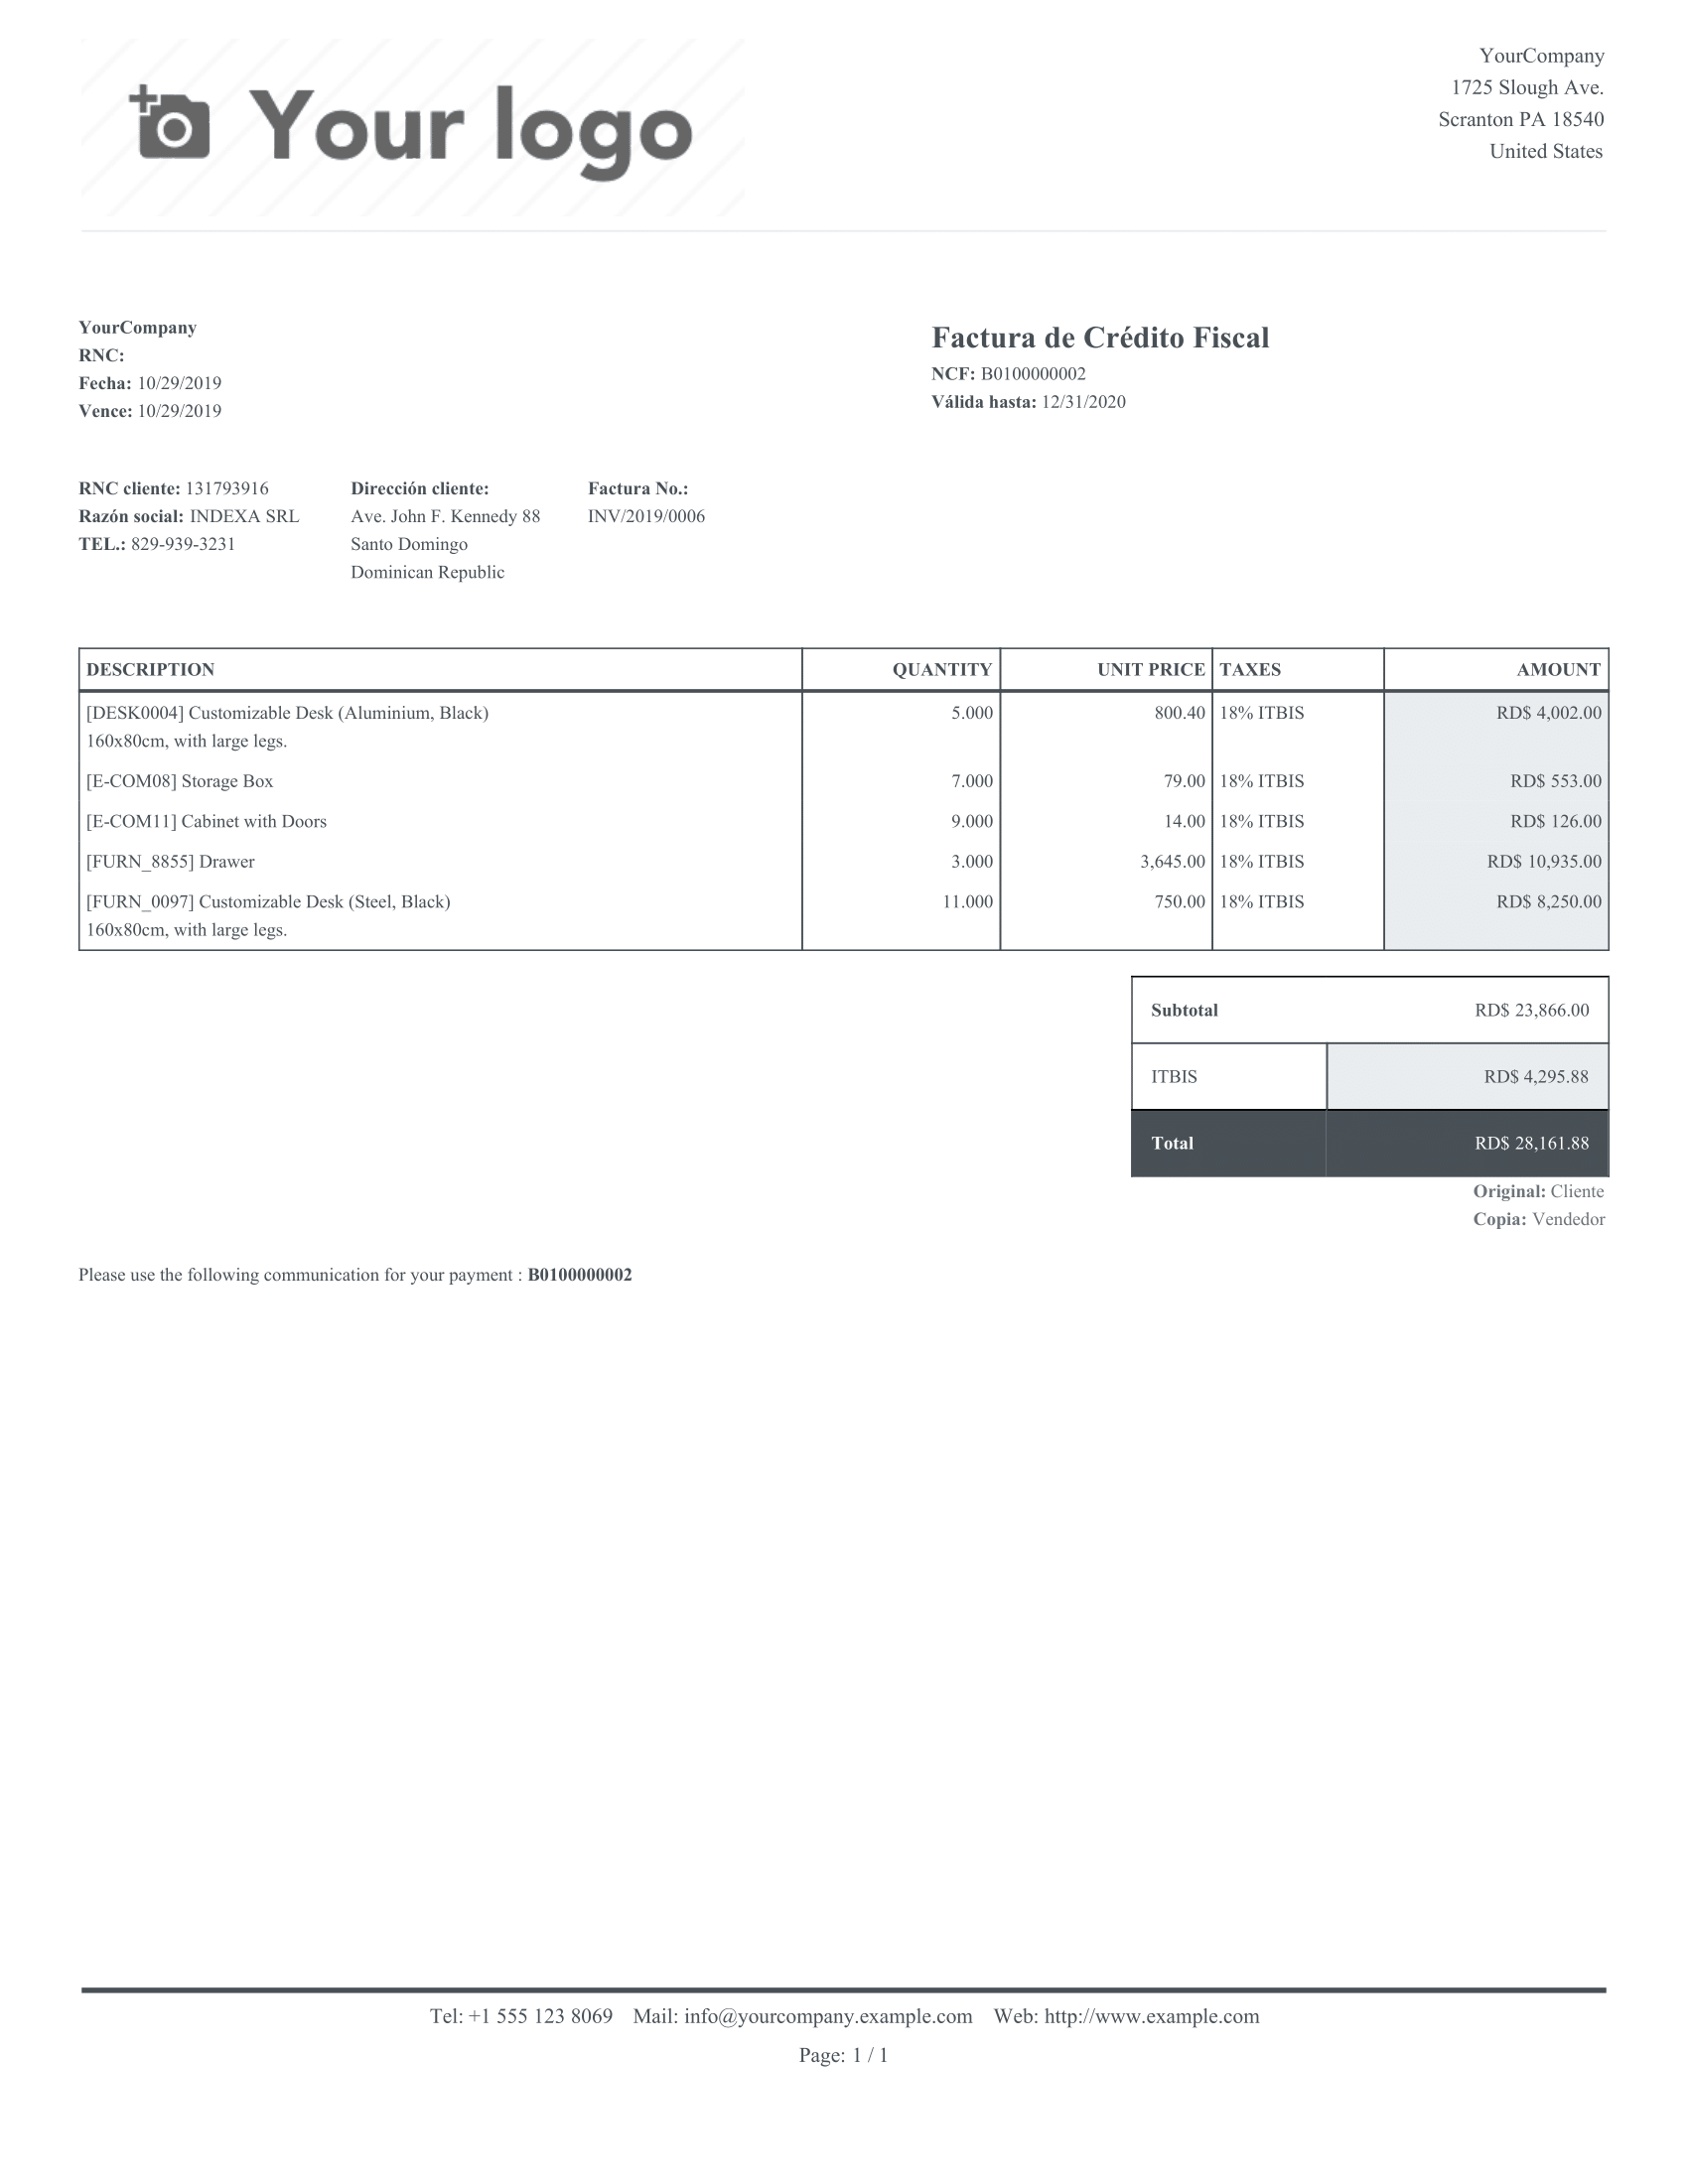 Your logo
YourCompany
1725 Slough Ave.
Scranton PA 18540
United States
YourCompany
RNC:
Fecha: 10/29/2019
Vence: 10/29/2019
Factura de Crédito Fiscal
NCF: B0100000002
Válida hasta: 12/31/2020
RNC cliente: 131793916
Razón social: INDEXA SRL
TEL.: 829-939-3231
Dirección cliente:
Ave. John F. Kennedy 88
Santo Domingo
Dominican Republic
Factura No.:
INV/2019/0006
DESCRIPTION QUANTITY UNIT PRICE TAXES AMOUNT
[DESK0004] Customizable Desk (Aluminium, Black) 5.000 800.40 18% ITBIS RD$ 4,002.00
160x80cm, with large legs.
[E-COM08] Storage Box 7.000 79.00 18% ITBIS RD$ 553.00
[E-COM11] Cabinet with Doors 9.000 14.00 18% ITBIS RD$ 126.00
[FURN_8855] Drawer 3.000 3,645.00 18% ITBIS RD$ 10,935.00
[FURN_0097] Customizable Desk (Steel, Black) 11.000 750.00 18% ITBIS RD$ 8,250.00
160x80cm, with large legs.
Subtotal RD$ 23,866.00
ITBIS RD$ 4,295.88
Total RD$ 28,161.88
Original: Cliente
Copia: Vendedor
Please use the following communication for your payment : B0100000002
Tel: +1 555 123 8069 Mail: info@yourcompany.example.com Web: http://www.example.com
Page: 1 / 1